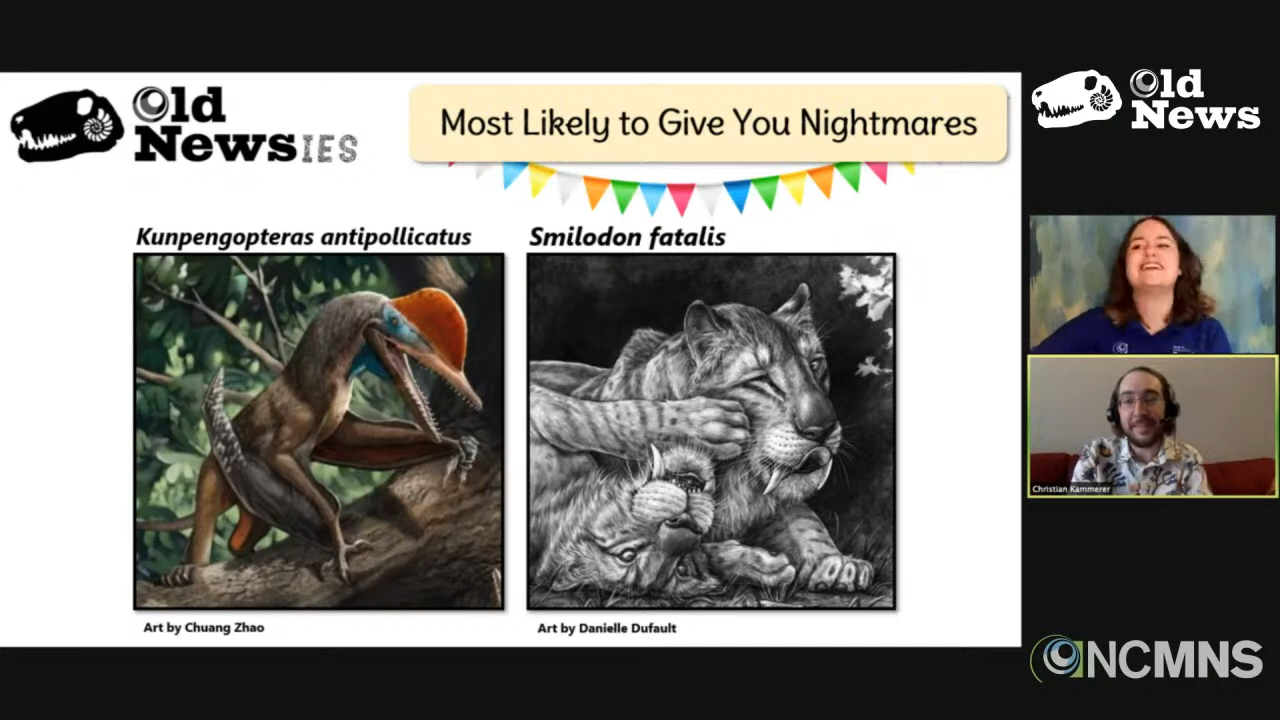 Old
NewsIES
Most Likely to Give You Nightmares
Old
News
Kunpengopteras antipollicatus
Smilodon fatalis
Christian Kammerer
Art by Chuang Zhao
Art by Danielle Dufault
NCMNS